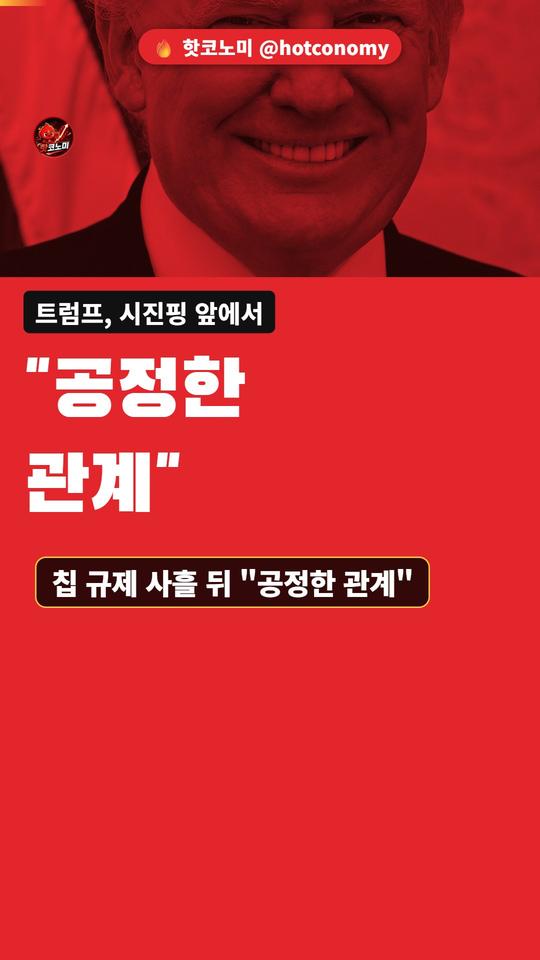 🔥 핫코노미 @hotconomy
핫코노미
트럼프, 시진핑 앞에서
"공정한
관계"
칩 규제 사흘 뒤 "공정한 관계"